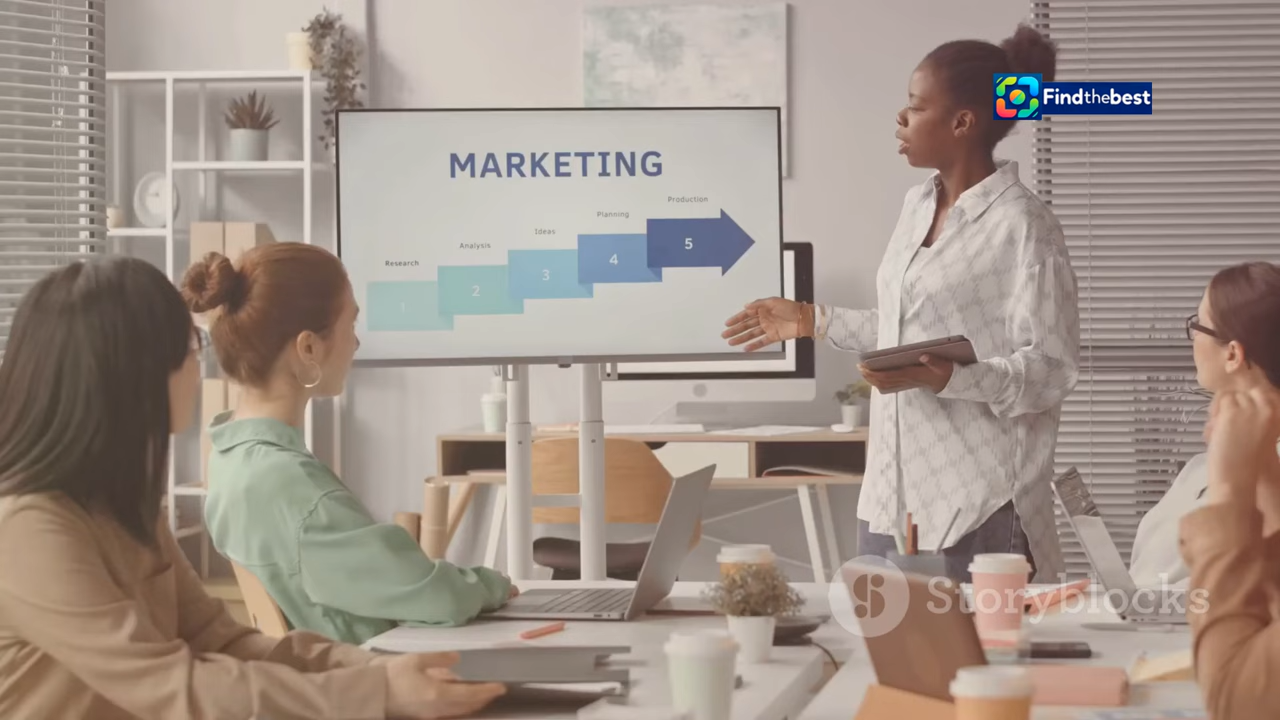 Findthebest
MARKETING
Production
Planning
Ideas
Analysis
Research
1
2
3
4
5
Storyblocks